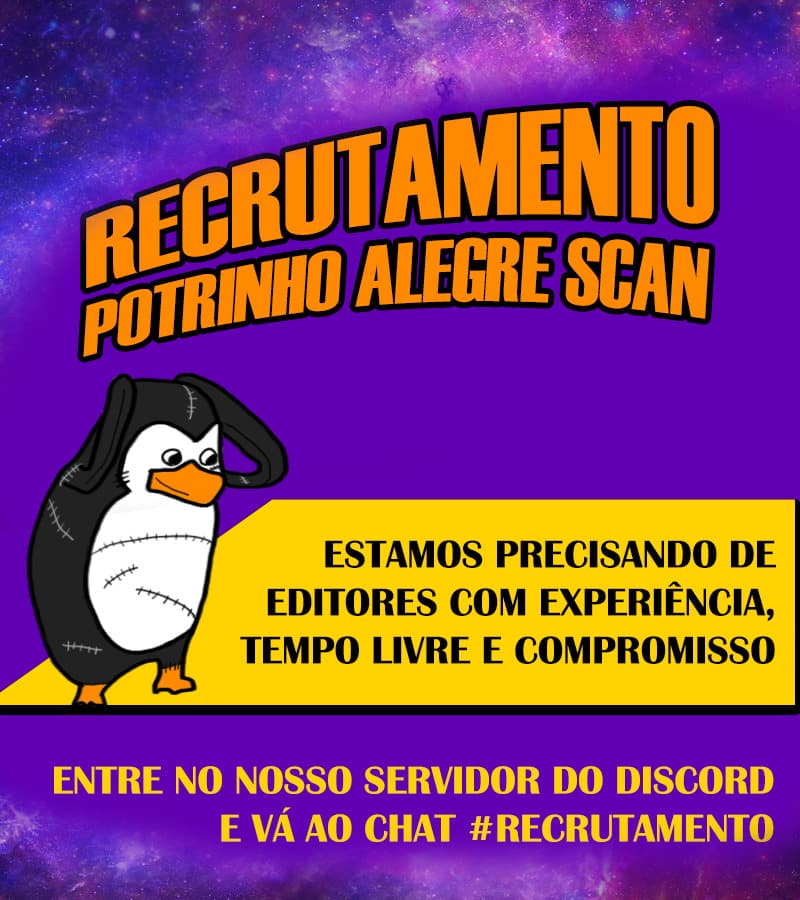 RECRUTAMENTO
POTRINHO ALEGRE SCAN
ESTAMOS PRECISANDO DE
EDITORES COM EXPERIÊNCIA,
TEMPO LIVRE E COMPROMISSO
ENTRE NO NOSSO SERVIDOR DO DISCORD
E VÁ AO CHAT #RECRUTAMENTO